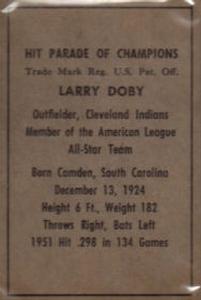 HIT PARADE OF CHAMPIONS
Trade Mark Reg. U.S. Pat. Off.
LARRY DOBY
Outfielder, Cleveland Indians
Member of the American League
All-Star Team
Born Camden, South Carolina
December 13, 1924
Height 6 Ft., Weight 182
Throws Right, Bats Left
1951 Hit .298 in 134 Games